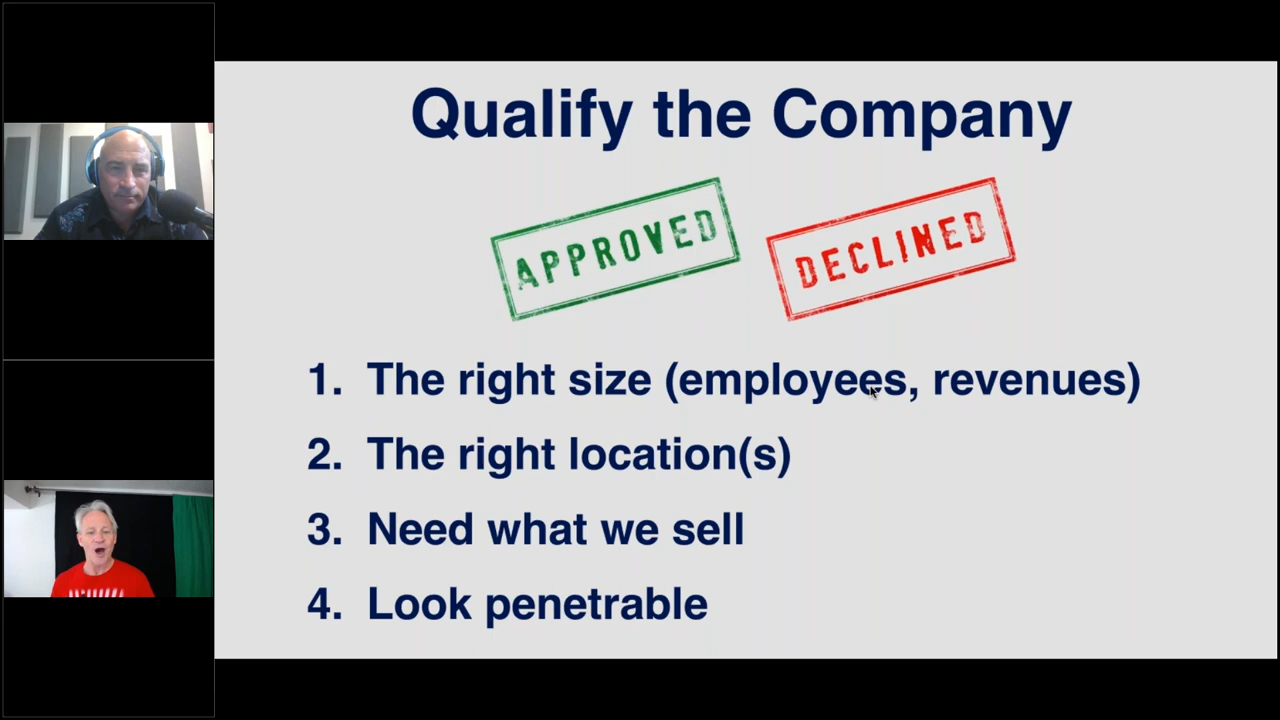 Qualify the Company
APPROVED
DECLINED
1. The right size (employees, revenues)
2. The right location(s)
3. Need what we sell
4. Look penetrable